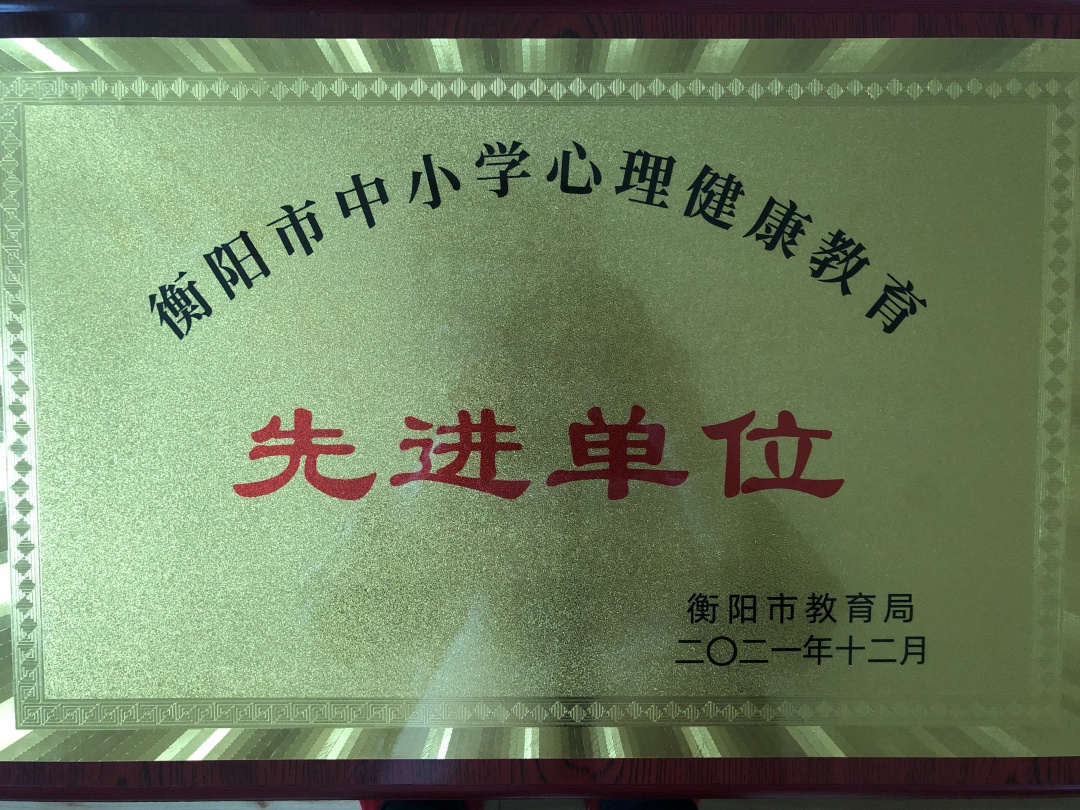 衡阳市中小学心理健康教育
先进单位
衡阳市教育局
二〇二一年十二月